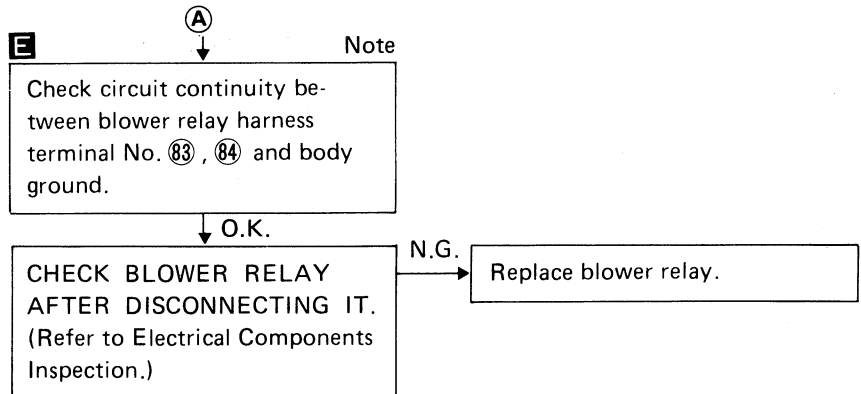 Ⓐ
E Note
Check circuit continuity be-
tween blower relay harness
terminal No. ㊿83, 84 and body
ground.
O.K.
N.G.
CHECK BLOWER RELAY
AFTER DISCONNECTING IT.
(Refer to Electrical Components
Inspection.)
Replace blower relay.